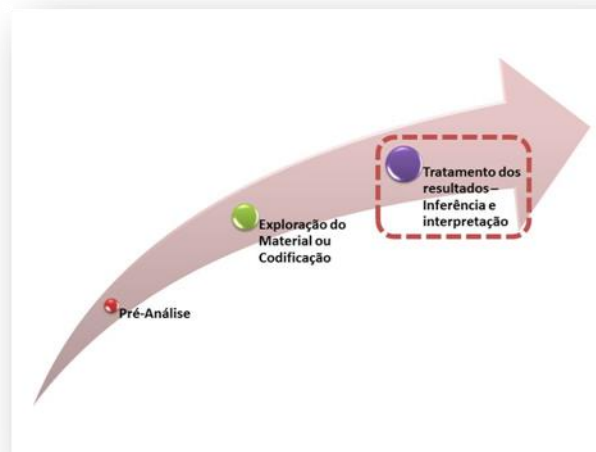 Tratamento dos
resultados –
Inferência e
interpretação
Exploração do
Material ou
Codificação
Pré-Análise